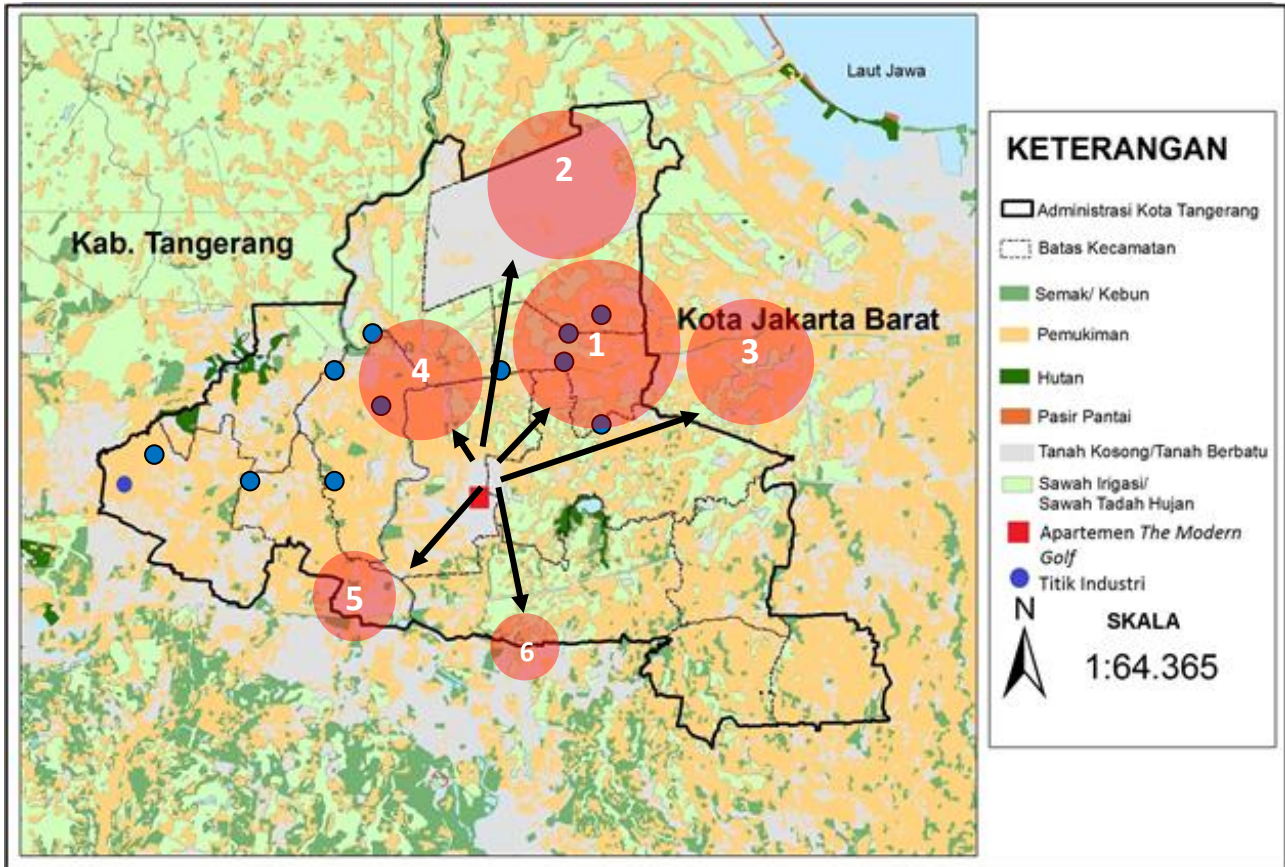 Laut Jawa
2
Kab. Tangerang
Kota Jakarta Barat
1
3
4
5
6
KETERANGAN
Administrasi Kota Tangerang
Batas Kecamatan
Semak/ Kebun
Pemukiman
Hutan
Pasir Pantai
Tanah Kosong/Tanah Berbatu
Sawah Irigasi/
Sawah Tadah Hujan
Apartemen The Modern
Golf
Titik Industri
N
SKALA
1:64.365